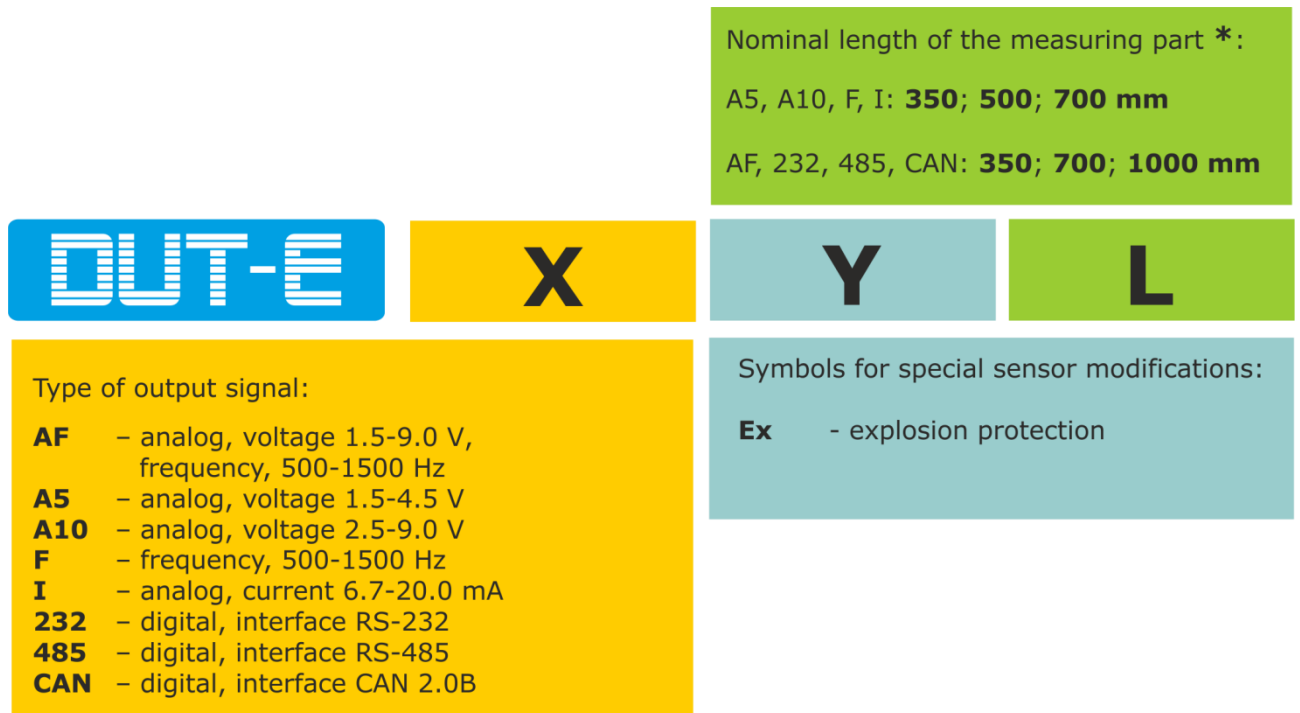 Nominal length of the measuring part *:
A5, A10, F, I: 350; 500; 700 mm
AF, 232, 485, CAN: 350; 700; 1000 mm
DUT-E X Y L
Type of output signal:
AF – analog, voltage 1.5-9.0 V,
frequency, 500-1500 Hz
A5 – analog, voltage 1.5-4.5 V
A10 – analog, voltage 2.5-9.0 V
F – frequency, 500-1500 Hz
I – analog, current 6.7-20.0 mA
232 – digital, interface RS-232
485 – digital, interface RS-485
CAN – digital, interface CAN 2.0B
Symbols for special sensor modifications:
Ex - explosion protection